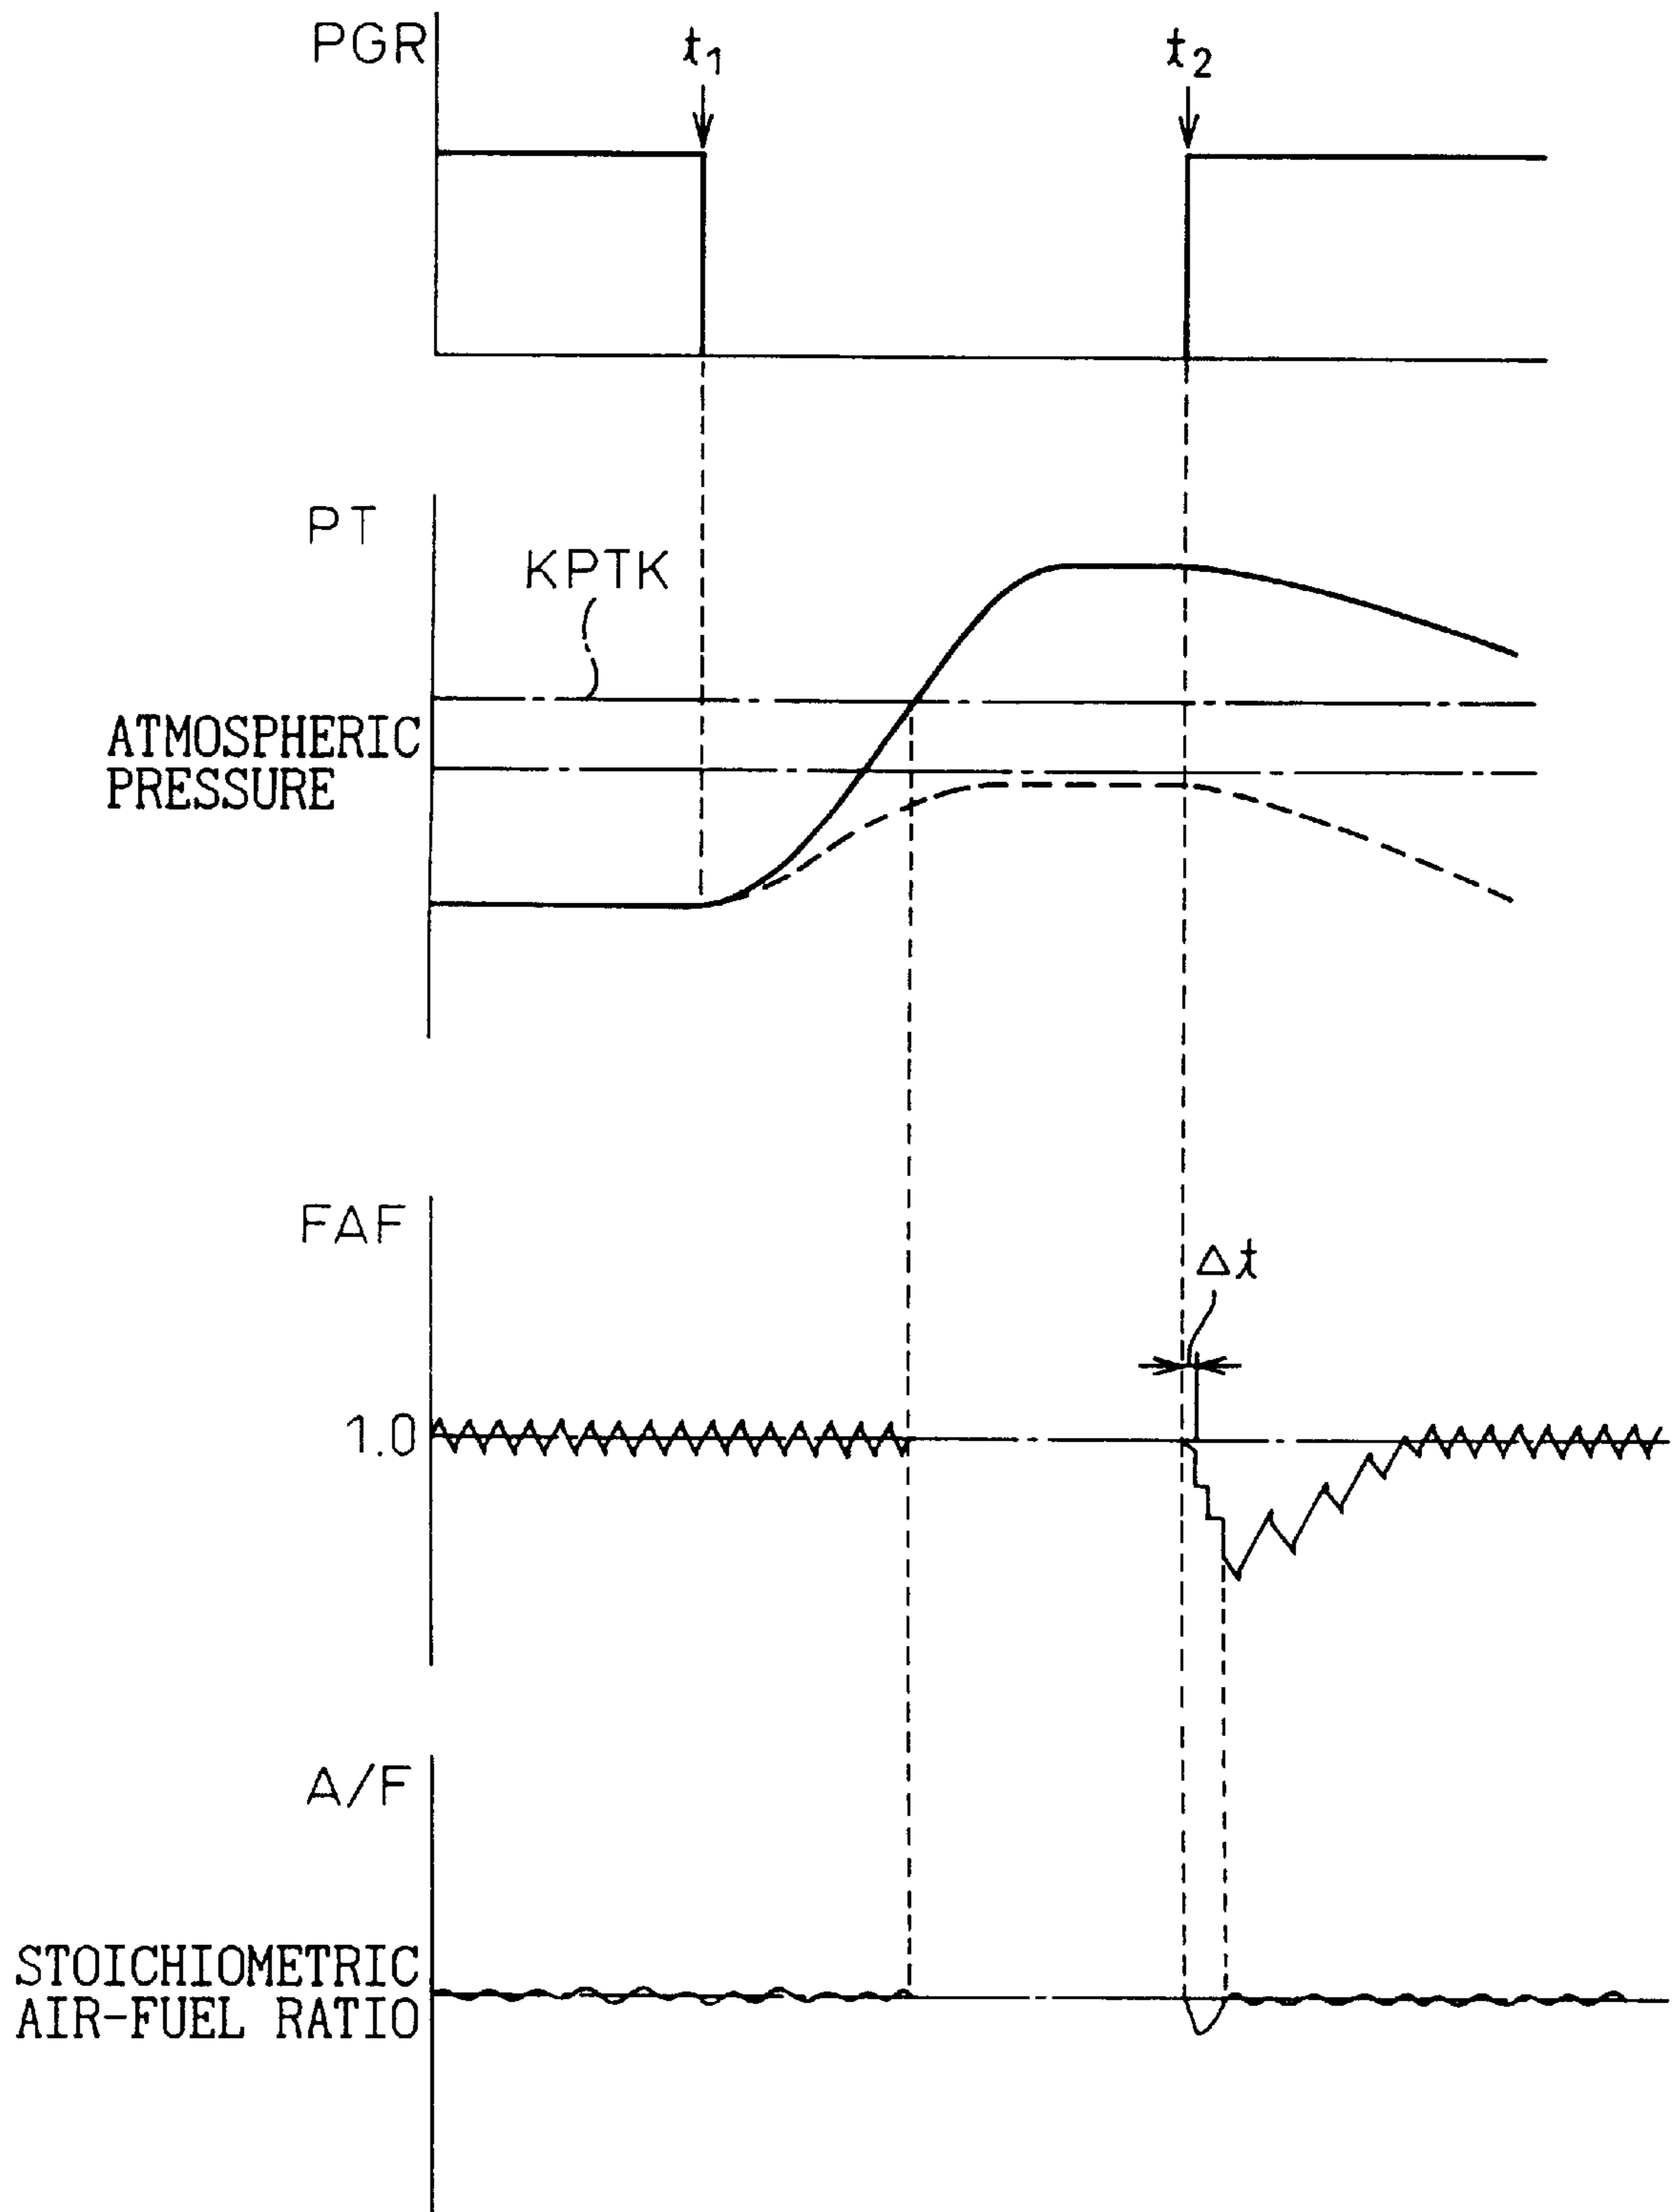 PGR
t1
t2
PT
KPTK
ATMOSPHERIC
PRESSURE
FAF
Δt
1.0
A/F
STOICHIOMETRIC
AIR-FUEL RATIO